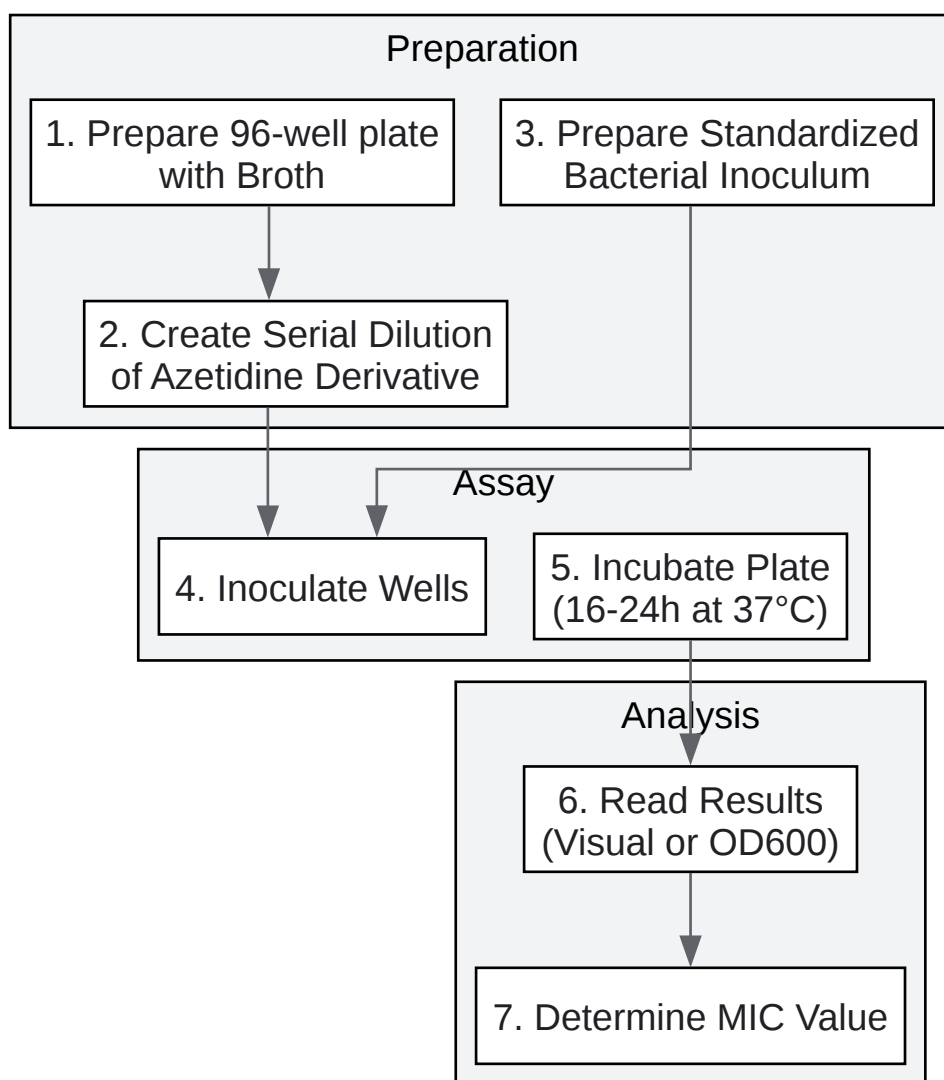 Preparation
1. Prepare 96-well plate
with Broth
3. Prepare Standardized
Bacterial Inoculum
2. Create Serial Dilution
of Azetidine Derivative
Assay
4. Inoculate Wells
5. Incubate Plate
(16-24h at 37°C)
Analysis
6. Read Results
(Visual or OD600)
7. Determine MIC Value